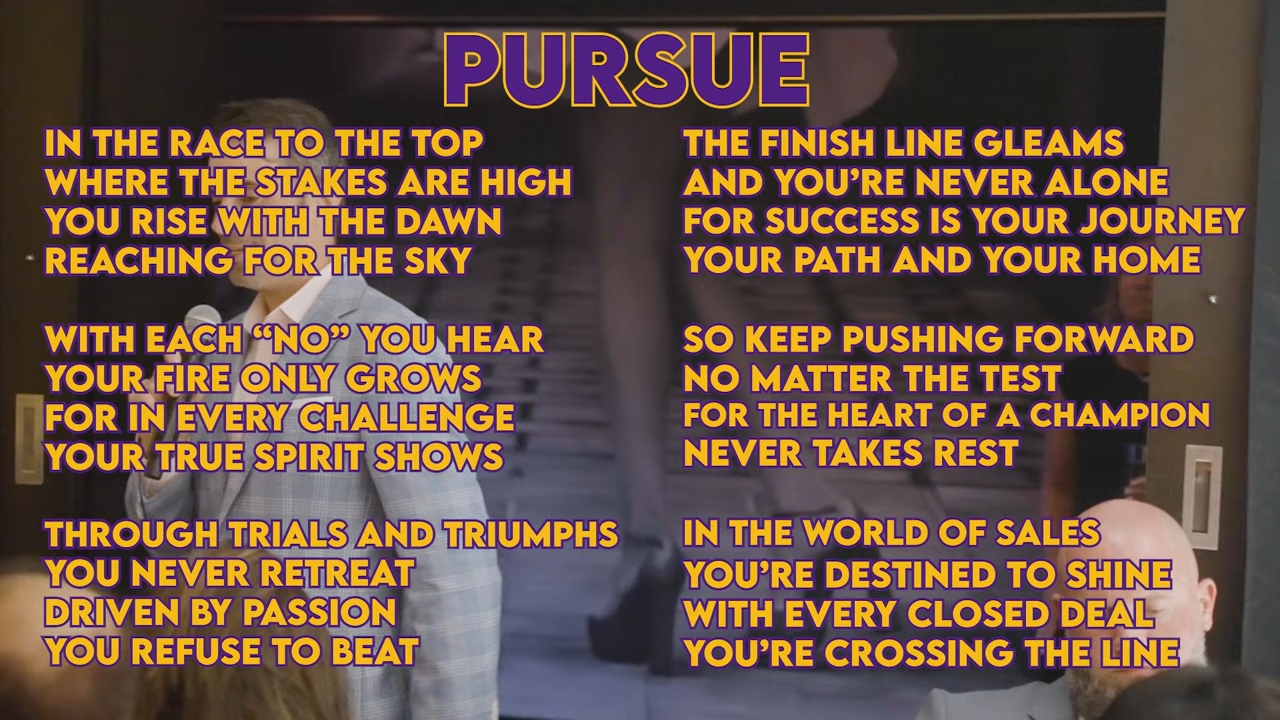 PURSUE
IN THE RACE TO THE TOP
WHERE THE STAKES ARE HIGH
YOU RISE WITH THE DAWN
REACHING FOR THE SKY
WITH EACH “NO” YOU HEAR
YOUR FIRE ONLY GROWS
FOR IN EVERY CHALLENGE
YOUR TRUE SPIRIT SHOWS
THROUGH TRIALS AND TRIUMPHS
YOU NEVER RETREAT
DRIVEN BY PASSION
YOU REFUSE TO BEAT
THE FINISH LINE GLEAMS
AND YOU’RE NEVER ALONE
FOR SUCCESS IS YOUR JOURNEY
YOUR PATH AND YOUR HOME
SO KEEP PUSHING FORWARD
NO MATTER THE TEST
FOR THE HEART OF A CHAMPION
NEVER TAKES REST
IN THE WORLD OF SALES
YOU’RE DESTINED TO SHINE
WITH EVERY CLOSED DEAL
YOU’RE CROSSING THE LINE